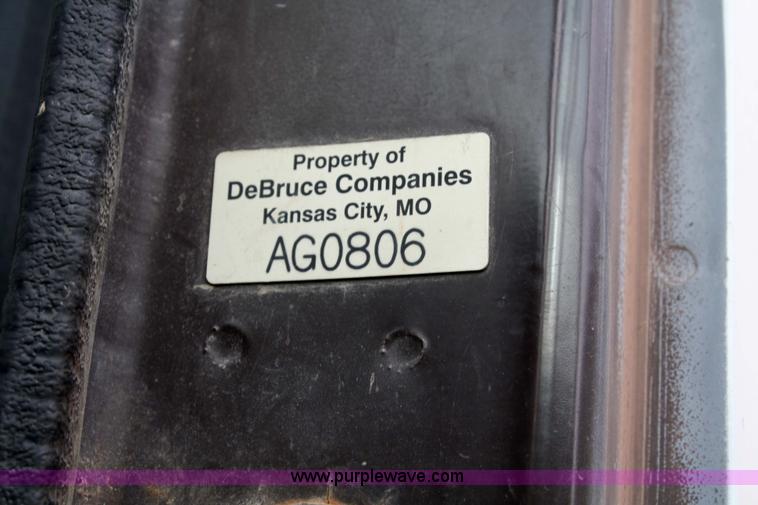 Property of
DeBruce Companies
Kansas City, MO
AG0806
www.purplewave.com